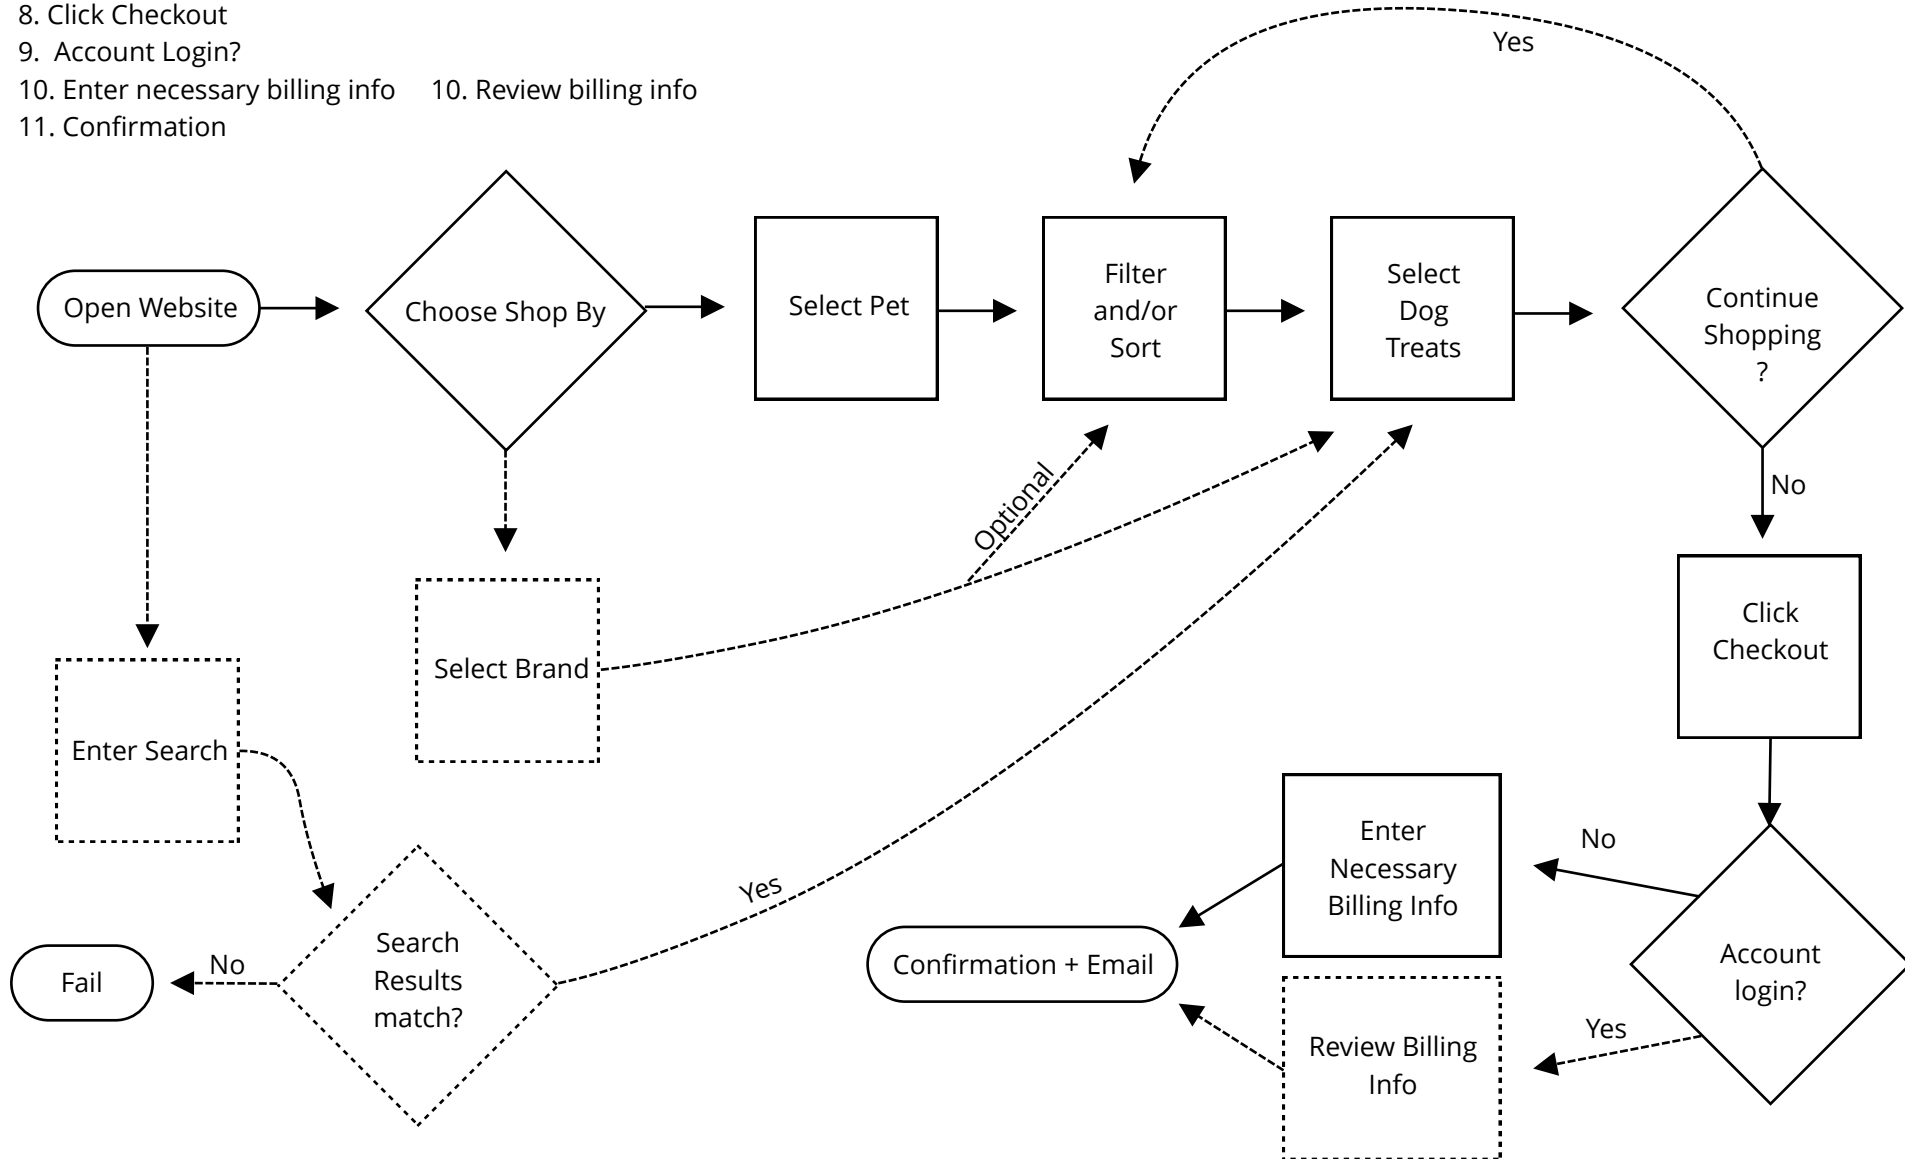 8. Click Checkout
9.  Account Login?
10. Enter necessary billing info     10. Review billing info
11. Confirmation
Yes
Open Website
Choose Shop By
Select Pet
Filter
and/or
Sort
Select
Dog
Treats
Continue
Shopping
?
Optional
No
Select Brand
Click
Checkout
Enter Search
Enter
Necessary
Billing Info
No
Yes
Search
Results
match?
No
Fail
Confirmation + Email
Account
login?
Yes
Review Billing
Info